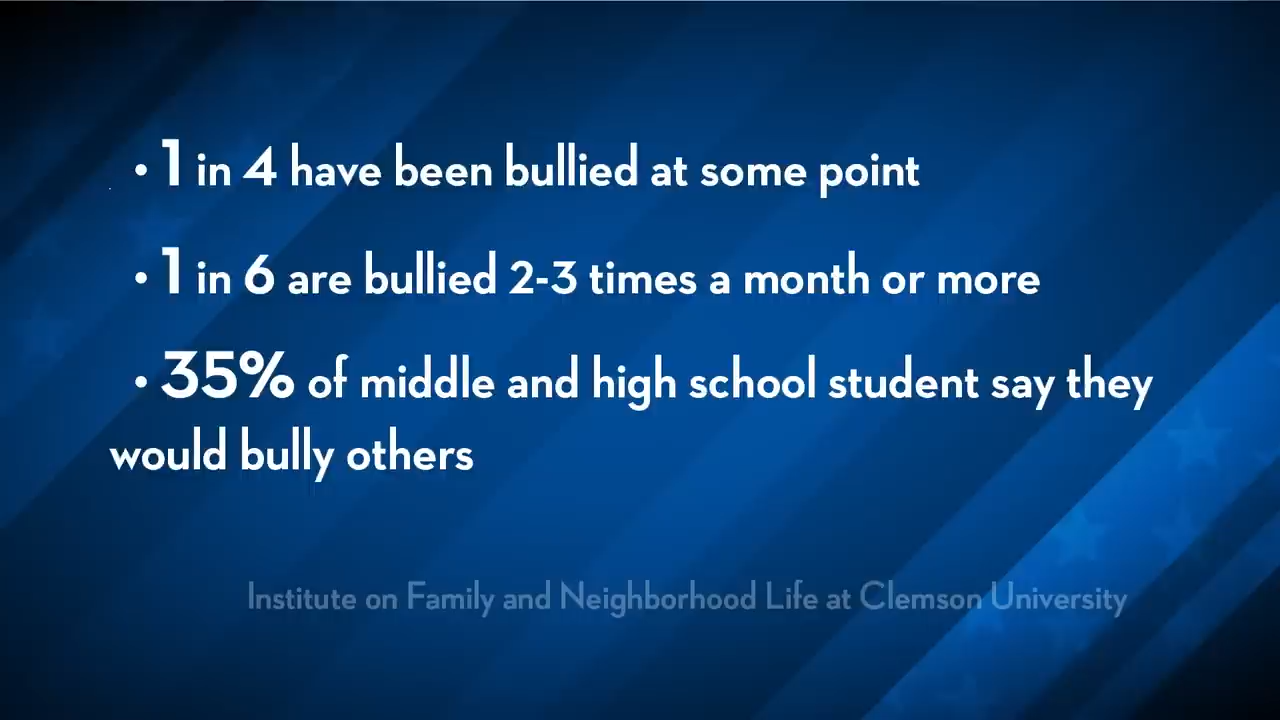 • 1 in 4 have been bullied at some point
• 1 in 6 are bullied 2-3 times a month or more
• 35% of middle and high school student say they
would bully others
Institute on Family and Neighborhood Life at Clemson University